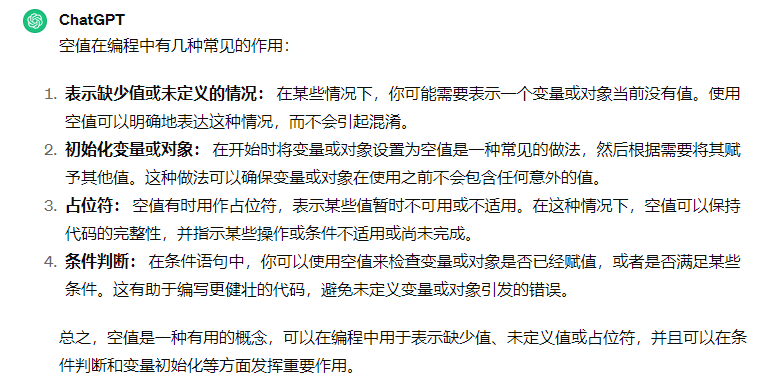 ChatGPT
空值在编程中有几种常见的作用：
1. 表示缺少值或未定义的情况： 在某些情况下，你可能需要表示一个变量或对象当前没有值。使用
空值可以明确地表达这种情况，而不会引起混淆。
2. 初始化变量或对象： 在开始时将变量或对象设置为空值是一种常见的做法，然后根据需要将其赋
予其他值。这种做法可以确保变量或对象在使用之前不会包含任何意外的值。
3. 占位符： 空值有时用作占位符，表示某些值暂时不可用或不适用。在这种情况下，空值可以保持
代码的完整性，并指示某些操作或条件不适用或尚未完成。
4. 条件判断： 在条件语句中，你可以使用空值来检查变量或对象是否已经赋值，或者是否满足某些
条件。这有助于编写更健壮的代码，避免未定义变量或对象引发的错误。
总之，空值是一种有用的概念，可以在编程中用于表示缺少值、未定义值或占位符，并且可以在条
件判断和变量初始化等方面发挥重要作用。